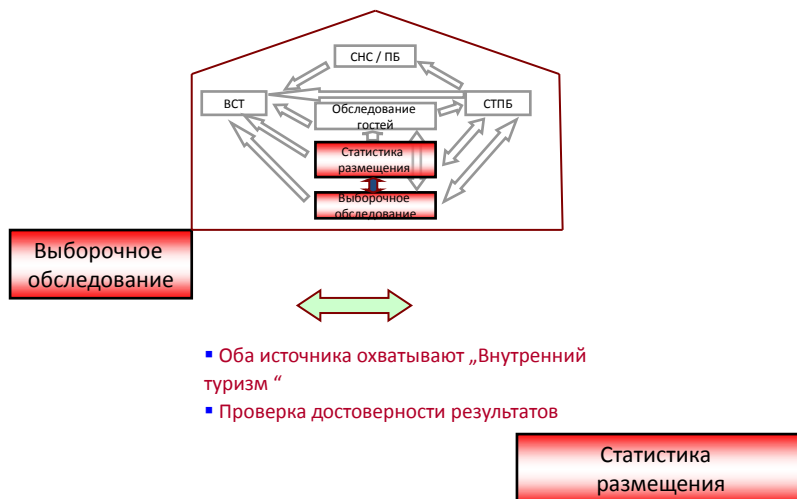 СНС / ПБ
ВСТ
СТПБ
Обследование
гостей
Статистика
размещения
Выборочное
обследование
Выборочное
обследование
▪ Оба источника охватывают „Внутренний
туризм “
▪ Проверка достоверности результатов
Статистика
размещения